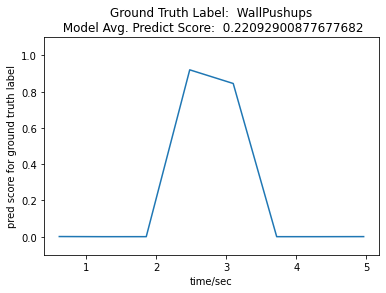 Ground Truth Label:  WallPushups
Model Avg. Predict Score:  0.22092900877677682
pred score for ground truth label
1.0
0.8
0.6
0.4
0.2
0.0
1 2 3 4 5
time/sec